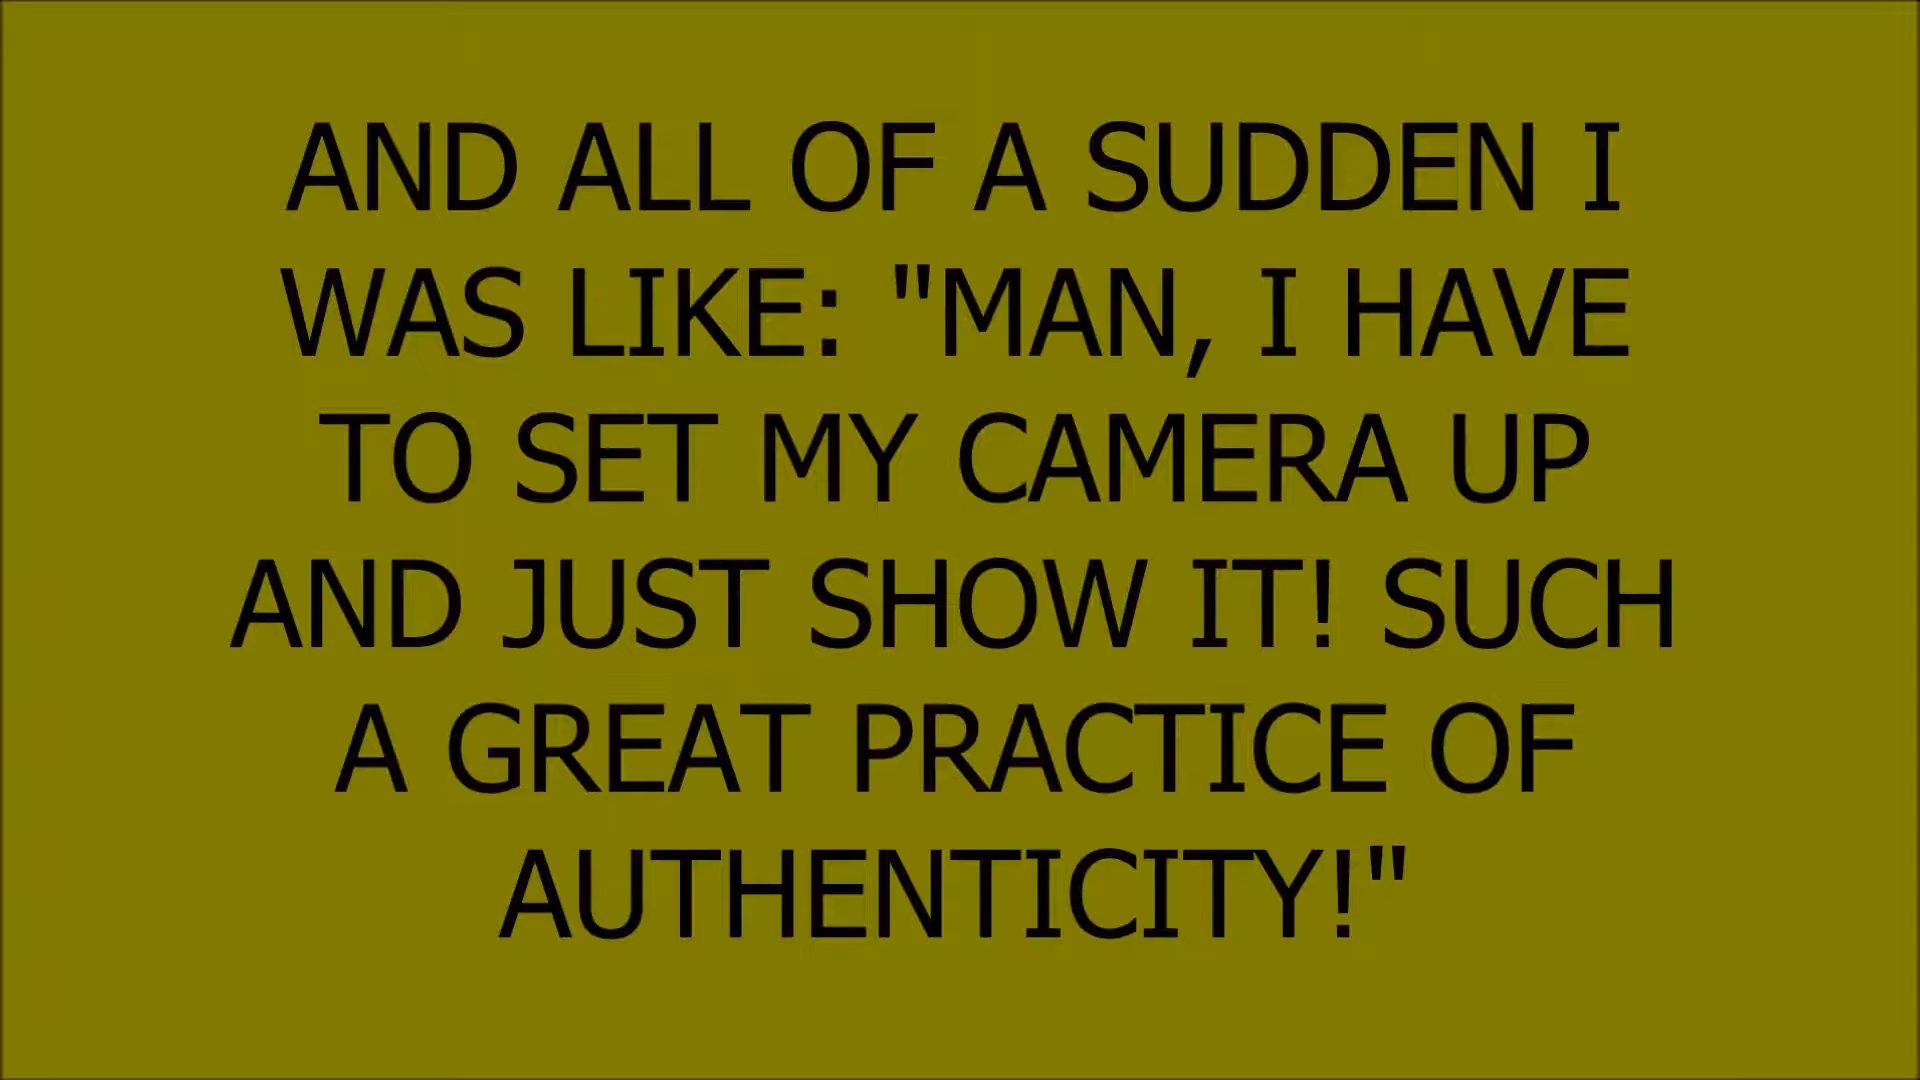 AND ALL OF A SUDDEN I
WAS LIKE: "MAN, I HAVE
TO SET MY CAMERA UP
AND JUST SHOW IT! SUCH
A GREAT PRACTICE OF
AUTHENTICITY!"